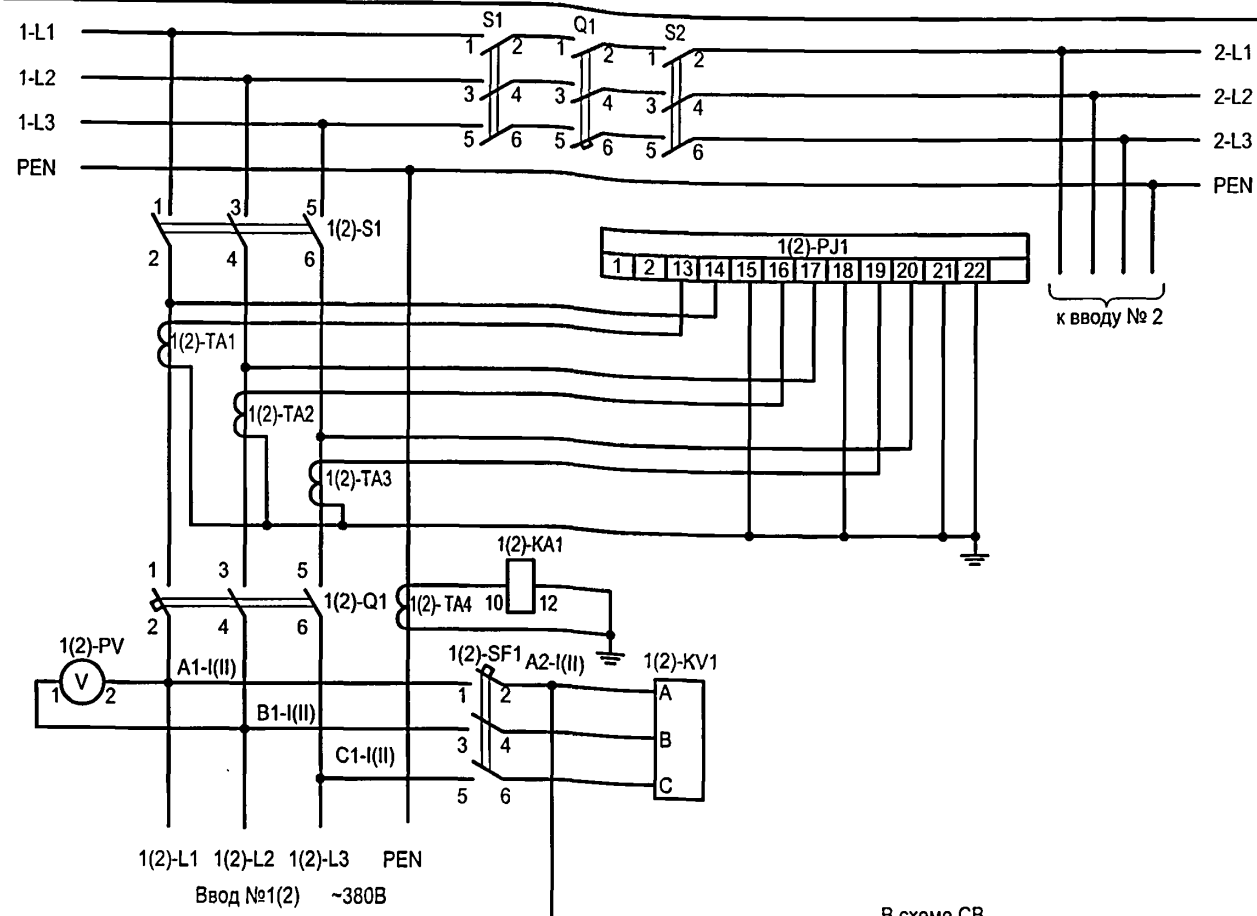 S1 Q1 S2
1-L1 1 2 1 2 1 2 2-L1
1-L2 3 4 3 4 3 4 2-L2
1-L3 5 6 5 6 5 6 2-L3
PEN PEN
1 3 5
1(2)-S1
2 4 6
1(2)-PJ1
1 2 13 14 15 16 17 18 19 20 21 22
к вводу № 2
1(2)-TA1
1(2)-TA2
1(2)-TA3
1(2)-KA1
1 3 5
1(2)-Q1 1(2)- TA4 10 12
2 4 6
1(2)-PV 1(2)-SF1 A2-I(II) 1(2)-KV1
V A1-I(II)
1 2 1 2 A
B1-I(II)
3 4 B
C1-I(II)
5 6 C
1(2)-L1 1(2)-L2 1(2)-L3 PEN
Ввод №1(2) ~380В
В схему СВ